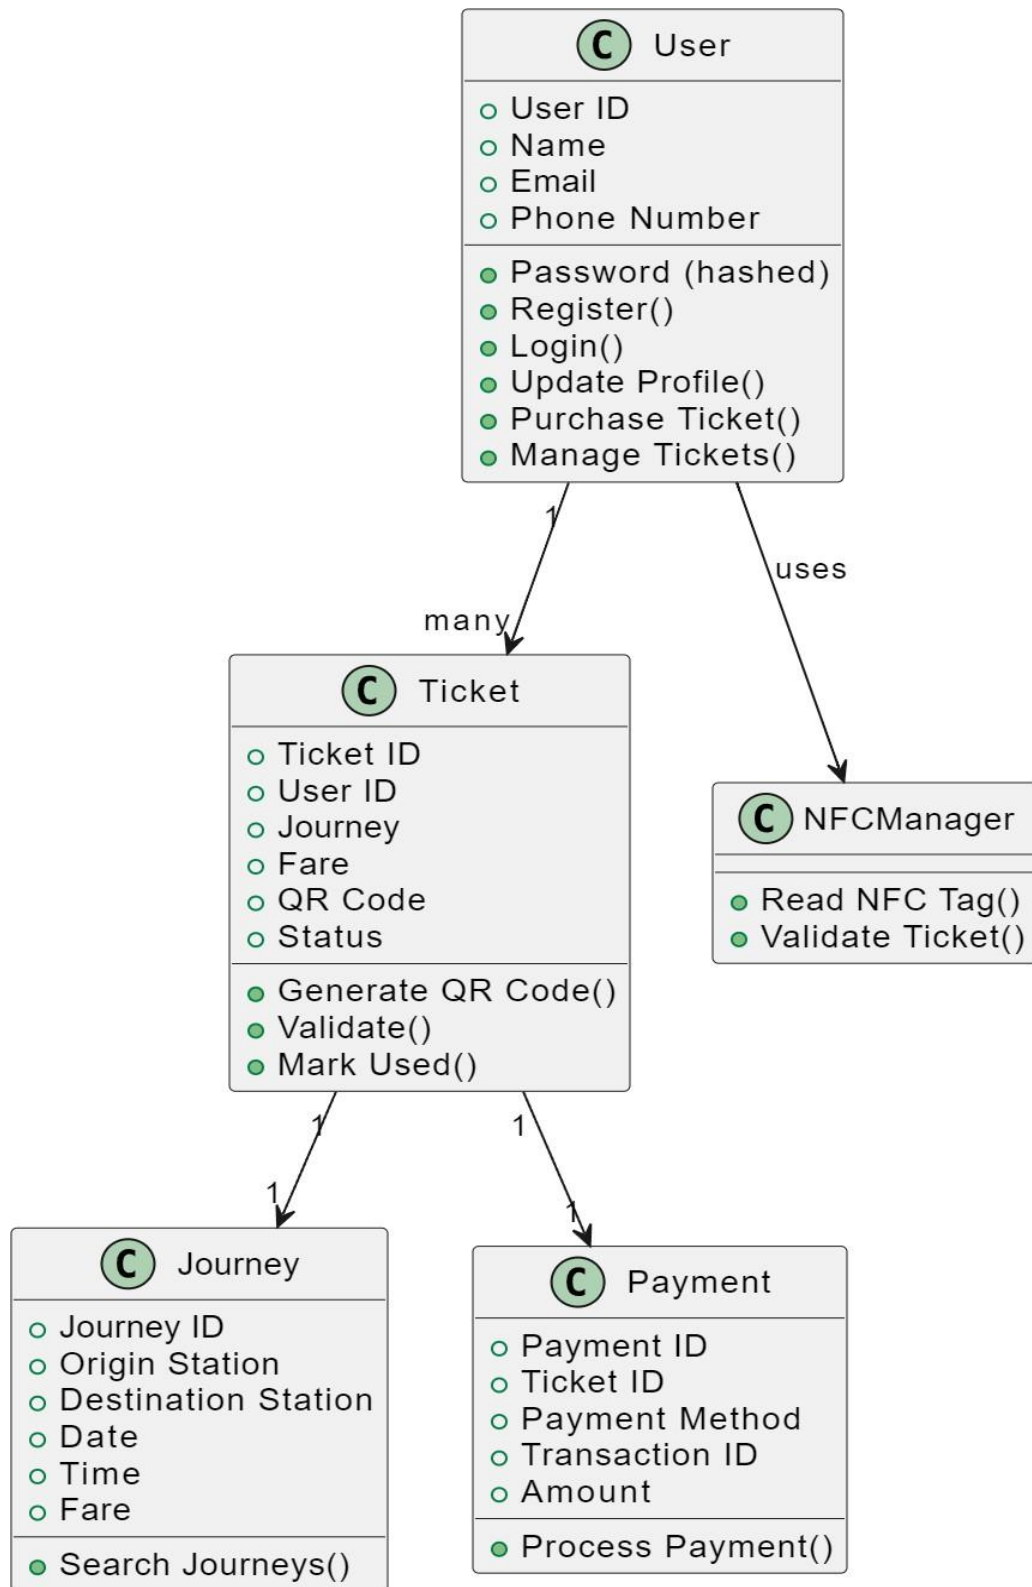 C User
User ID
Name
Email
Phone Number
Password (hashed)
Register()
Login()
Update Profile()
Purchase Ticket()
Manage Tickets()
1
uses
many
C Ticket
Ticket ID
User ID
Journey
Fare
QR Code
Status
Generate QR Code()
Validate()
Mark Used()
C NFCManager
Read NFC Tag()
Validate Ticket()
1
1
1
1
C Journey
Journey ID
Origin Station
Destination Station
Date
Time
Fare
Search Journeys()
C Payment
Payment ID
Ticket ID
Payment Method
Transaction ID
Amount
Process Payment()